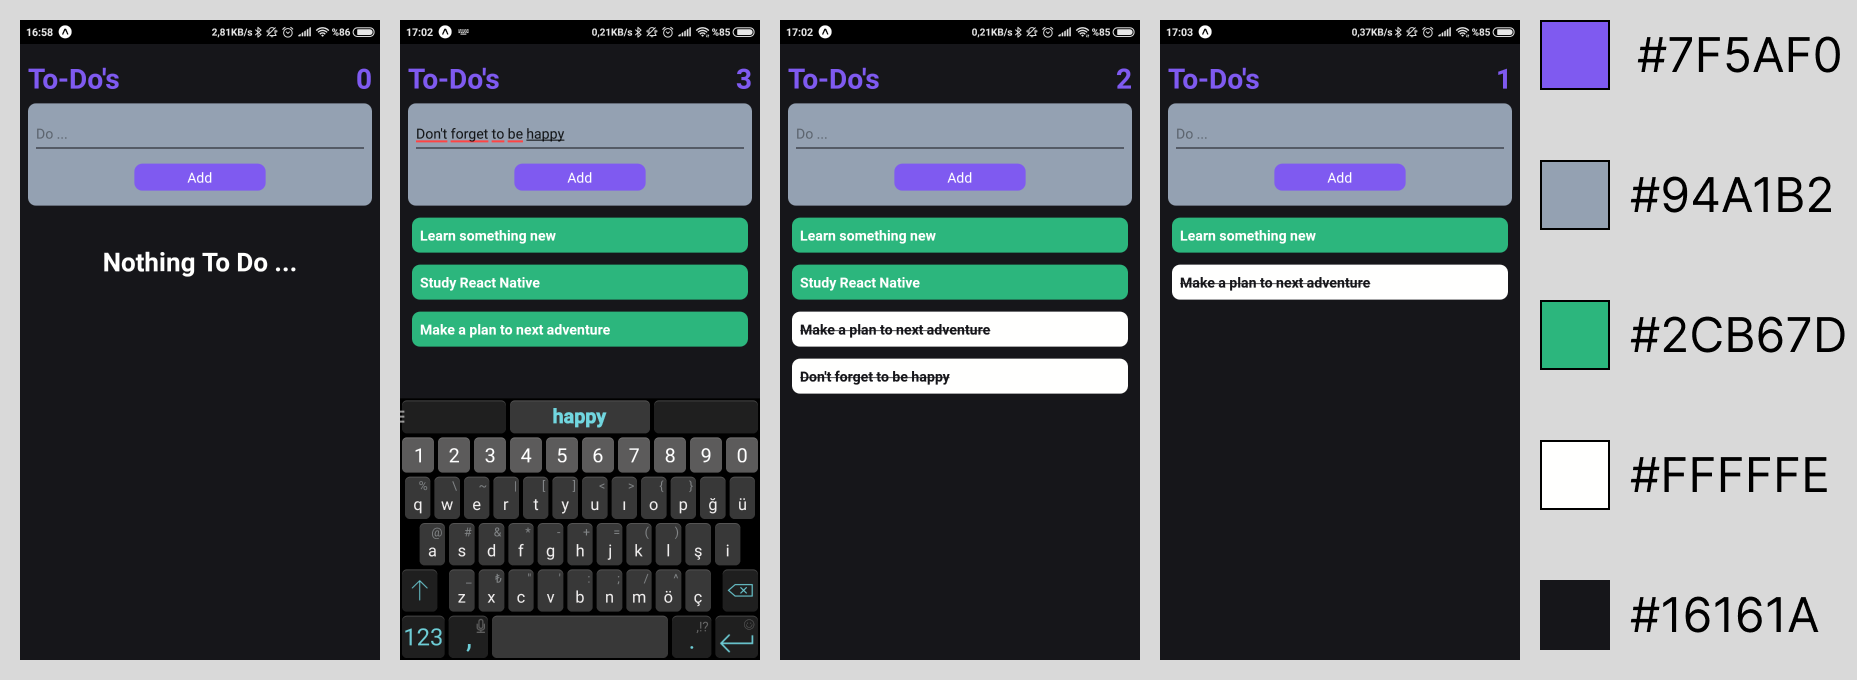 16:58 2,81KB/s %86
To-Do's 0
Do ...
Add
Nothing To Do ...
17:02 0,21KB/s %85
To-Do's 3
Don't forget to be happy
Add
Learn something new
Study React Native
Make a plan to next adventure
happy
1 2 3 4 5 6 7 8 9 0
% \ ~ | [ ] < > { }
q w e r t y u ı o p ğ ü
@ # & * - + = ( )
a s d f g h j k l ş i
_ ₺ " ' : ; / ^
z x c v b n m ö ç
,!?
123 , .
17:02 0,21KB/s %85
To-Do's 2
Do ...
Add
Learn something new
Study React Native
Make a plan to next adventure
Don't forget to be happy
17:03 0,37KB/s %85
To-Do's 1
Do ...
Add
Learn something new
Make a plan to next adventure
#7F5AF0
#94A1B2
#2CB67D
#FFFFFE
#16161A